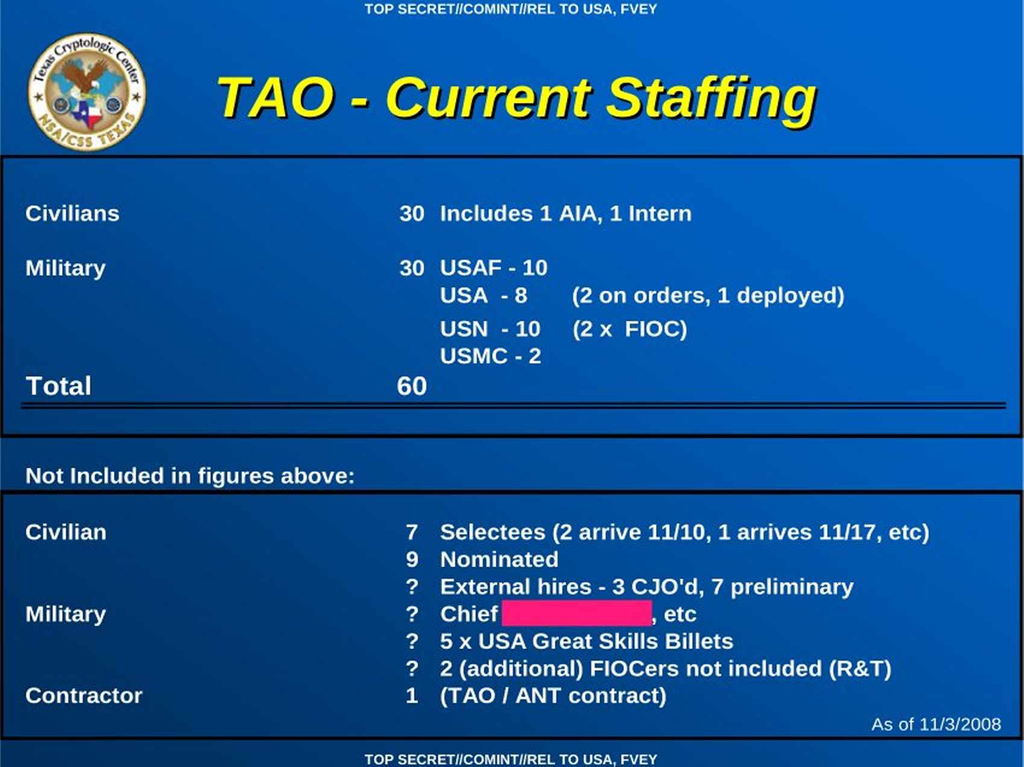 TOP SECRET//COMINT//REL TO USA, FVEY
Texas Cryptologic Center
NSA/CSS TEXAS
TAO - Current Staffing
Civilians 30 Includes 1 AIA, 1 Intern
Military 30 USAF - 10
USA - 8 (2 on orders, 1 deployed)
USN - 10 (2 x FIOC)
USMC - 2
Total 60
Not Included in figures above:
Civilian 7 Selectees (2 arrive 11/10, 1 arrives 11/17, etc)
9 Nominated
? External hires - 3 CJO'd, 7 preliminary
Military ? Chief , etc
? 5 x USA Great Skills Billets
? 2 (additional) FIOCers not included (R&T)
Contractor 1 (TAO / ANT contract)
As of 11/3/2008
TOP SECRET//COMINT//REL TO USA, FVEY